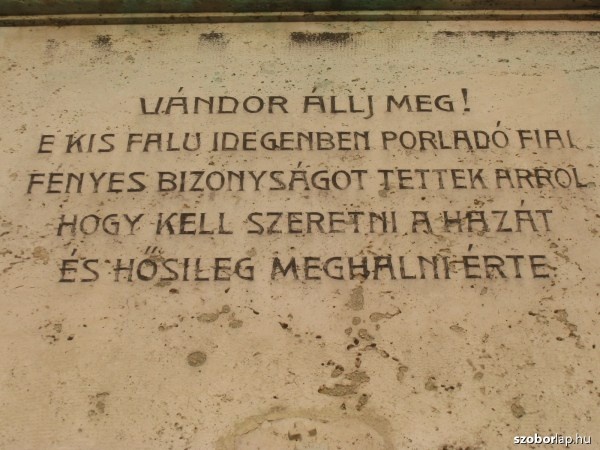 VÁNDOR ÁLLJ MEG!
E KIS FALU IDEGENBEN PORLADÓ FIAI
FÉNYES BIZONYSÁGOT TETTEK ARRÓL
HOGY KELL SZERETNI A HAZÁT
ÉS HŐSILEG MEGHALNI ÉRTE
szoborlap.hu